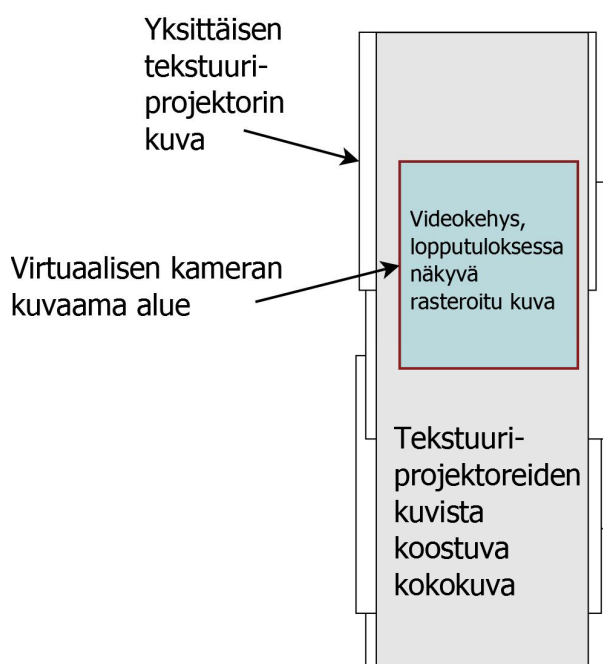 Yksittäisen
tekstuuri-
projektorin
kuva
Videokehys,
lopputuloksessa
näkyvä
rasteroitu kuva
Virtuaalisen kameran
kuvaama alue
Tekstuuri-
projektoreiden
kuvista
koostuva
kokokuva